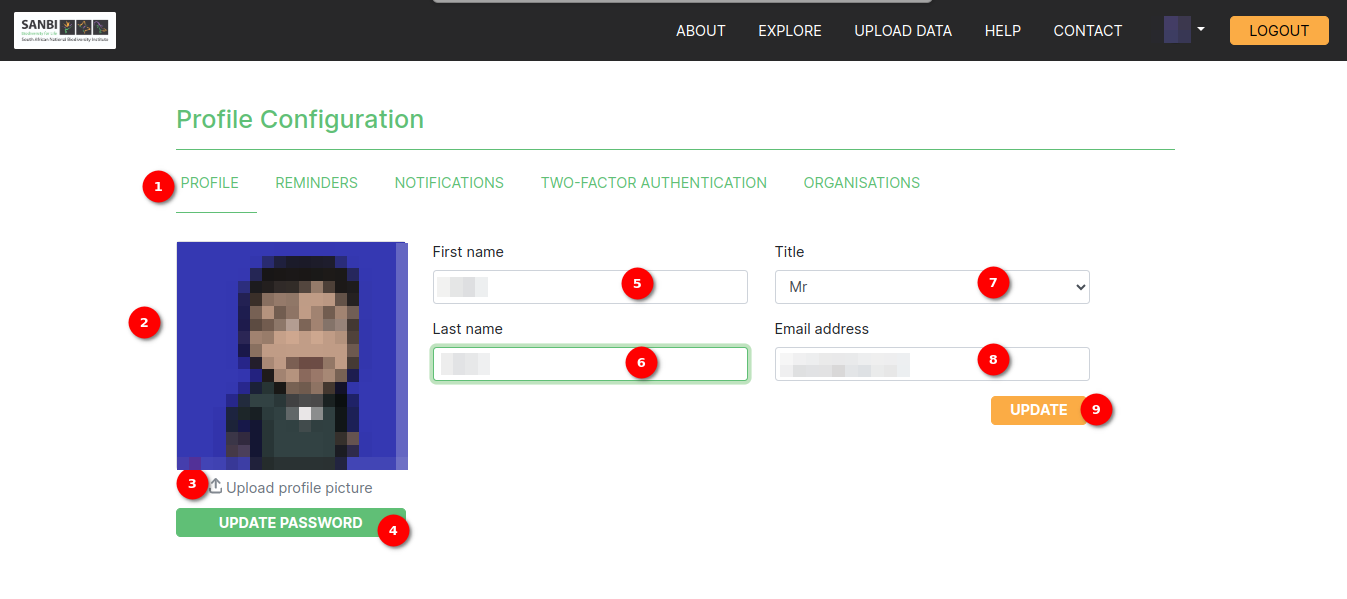 SANBI
Biodiversity for Life
South African National Biodiversity Institute
ABOUT EXPLORE UPLOAD DATA HELP CONTACT LOGOUT
Profile Configuration
1 PROFILE REMINDERS NOTIFICATIONS TWO-FACTOR AUTHENTICATION ORGANISATIONS
First name Title
5 Mr 7
2
Last name Email address
6 8
UPDATE 9
3 Upload profile picture
UPDATE PASSWORD 4